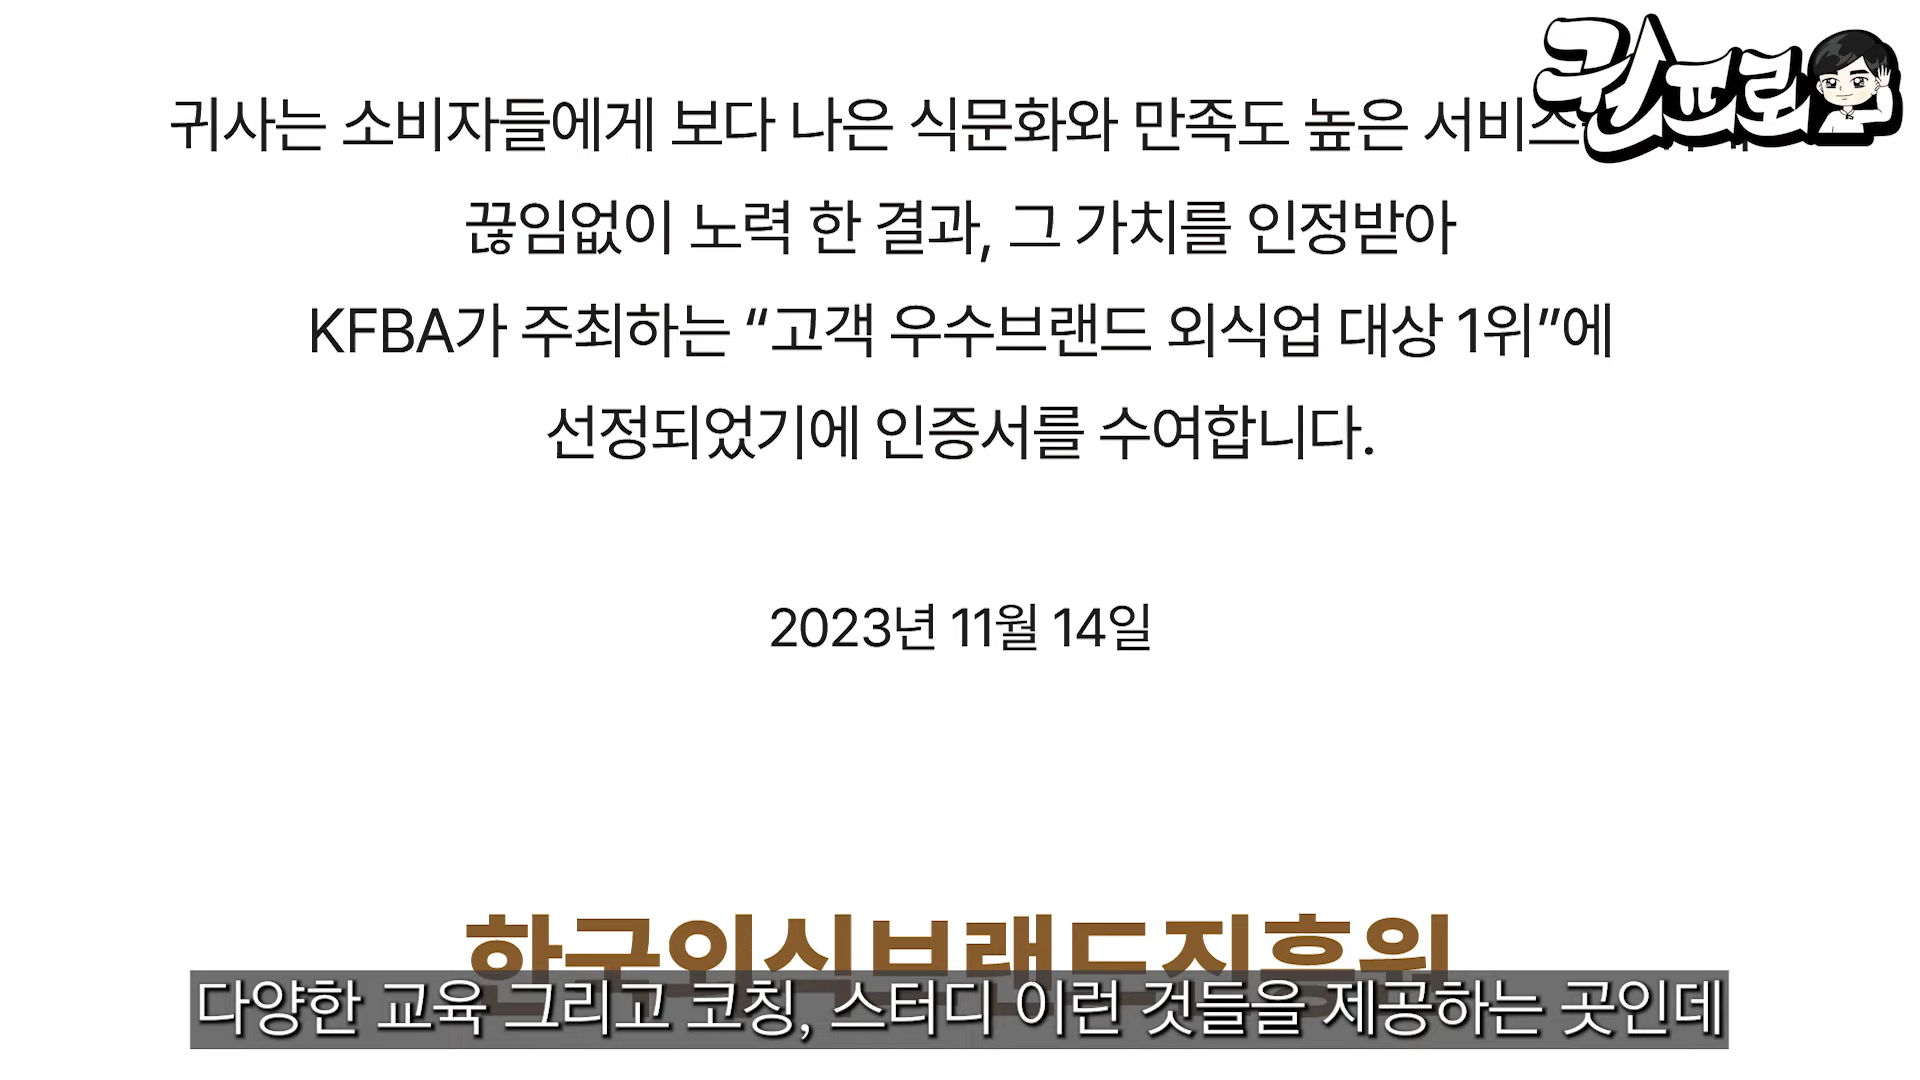 권프로
귀사는 소비자들에게 보다 나은 식문화와 만족도 높은 서비스
끊임없이 노력 한 결과, 그 가치를 인정받아
KFBA가 주최하는 “고객 우수브랜드 외식업 대상 1위”에
선정되었기에 인증서를 수여합니다.
2023년 11월 14일
한국외식브랜드진흥원
다양한 교육 그리고 코칭, 스터디 이런 것들을 제공하는 곳인데